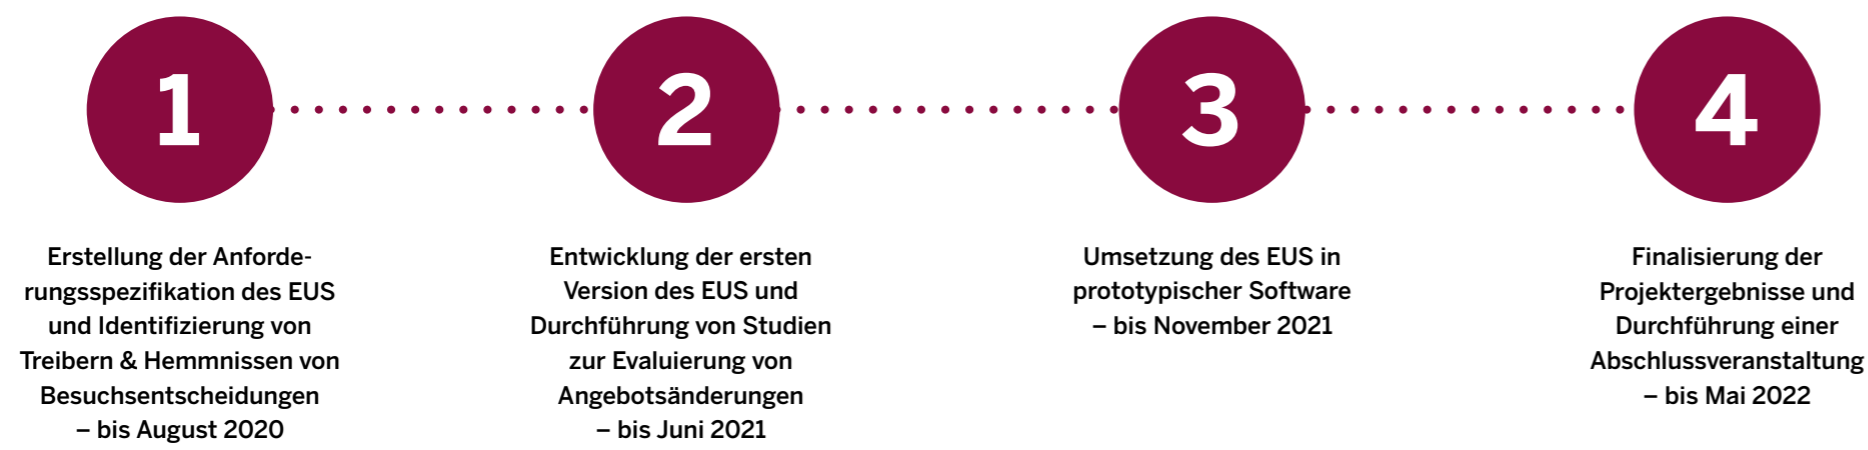 1
Erstellung der Anforde-
rungsspezifikation des EUS
und Identifizierung von
Treibern & Hemmnissen von
Besuchsentscheidungen
– bis August 2020
2
Entwicklung der ersten
Version des EUS und
Durchführung von Studien
zur Evaluierung von
Angebotsänderungen
– bis Juni 2021
3
Umsetzung des EUS in
prototypischer Software
– bis November 2021
4
Finalisierung der
Projektergebnisse und
Durchführung einer
Abschlussveranstaltung
– bis Mai 2022